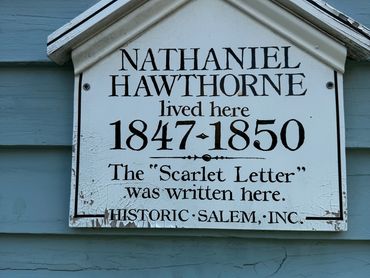 NATHANIEL
HAWTHORNE
lived here
1847-1850
The "Scarlet Letter"
was written here.
HISTORIC·SALEM,·INC.